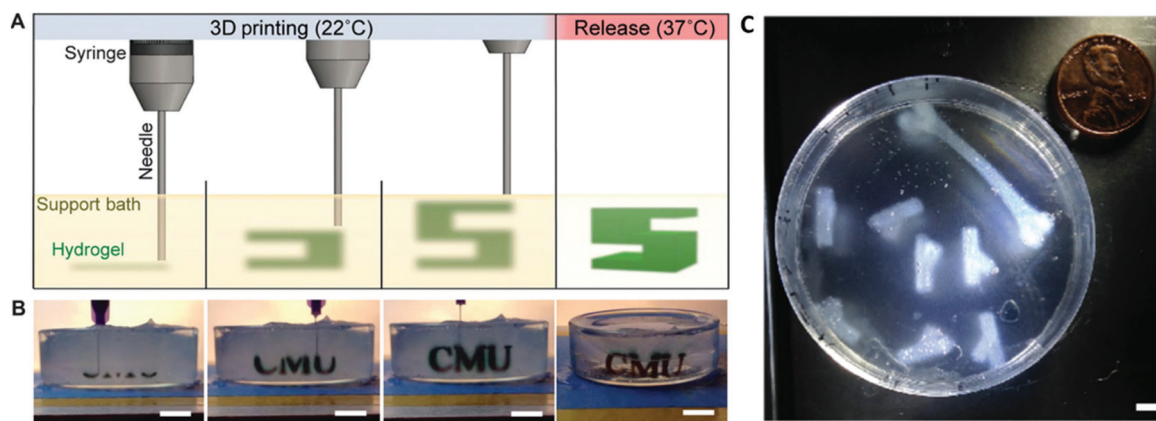 A
3D printing (22˚C)
Release (37˚C)
Syringe
Needle
Support bath
Hydrogel
B
CMU
CMU
CMU
C